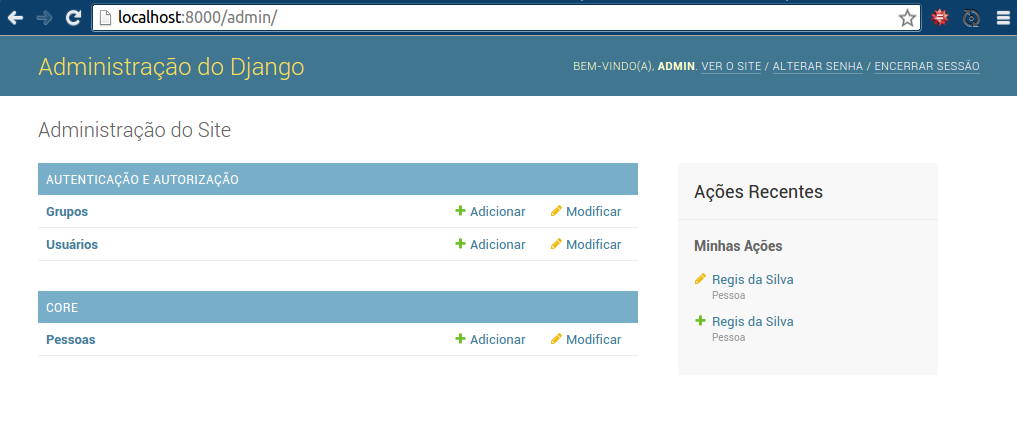 localhost:8000/admin/
Administração do Django
BEM-VINDO(A), ADMIN. VER O SITE / ALTERAR SENHA / ENCERRAR SESSÃO
Administração do Site
AUTENTICAÇÃO E AUTORIZAÇÃO
Grupos Adicionar Modificar
Usuários Adicionar Modificar
CORE
Pessoas Adicionar Modificar
Ações Recentes
Minhas Ações
Regis da Silva
Pessoa
Regis da Silva
Pessoa